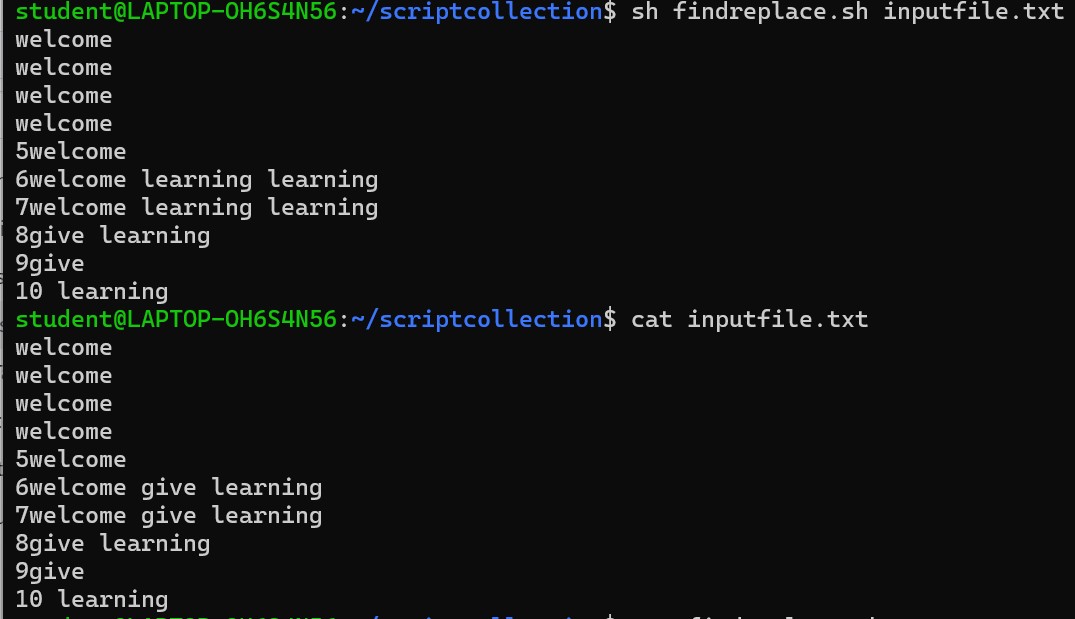 student@LAPTOP-OH6S4N56:~/scriptcollection$ sh findreplace.sh inputfile.txt
welcome
welcome
welcome
welcome
5welcome
6welcome learning learning
7welcome learning learning
8give learning
9give
10 learning
student@LAPTOP-OH6S4N56:~/scriptcollection$ cat inputfile.txt
welcome
welcome
welcome
welcome
5welcome
6welcome give learning
7welcome give learning
8give learning
9give
10 learning